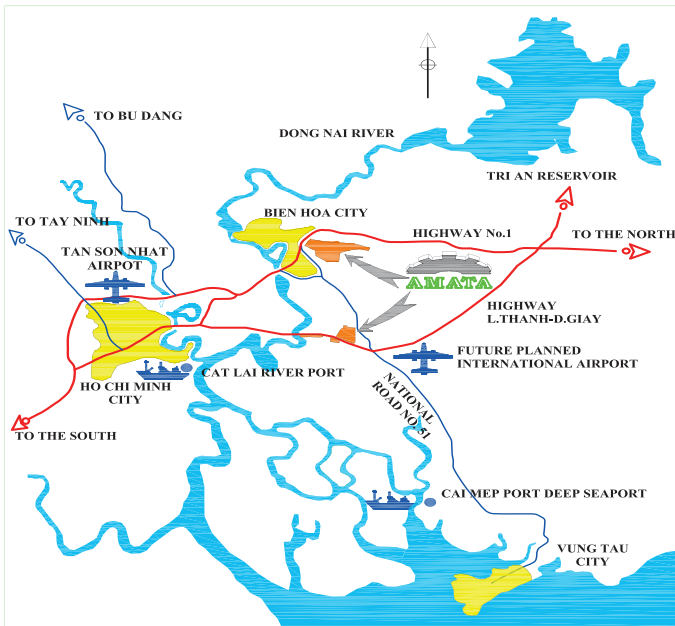 TO BU DANG
DONG NAI RIVER
TRI AN RESERVOIR
BIEN HOA CITY
TO TAY NINH
HIGHWAY No.1
TO THE NORTH
TAN SON NHAT
AIRPOT
AMATA
HIGHWAY
L.THANH-D.GIAY
FUTURE PLANNED
INTERNATIONAL AIRPORT
CAT LAI RIVER PORT
HO CHI MINH
CITY
NATIONAL
ROAD NO. 51
TO THE SOUTH
CAI MEP PORT DEEP SEAPORT
VUNG TAU
CITY